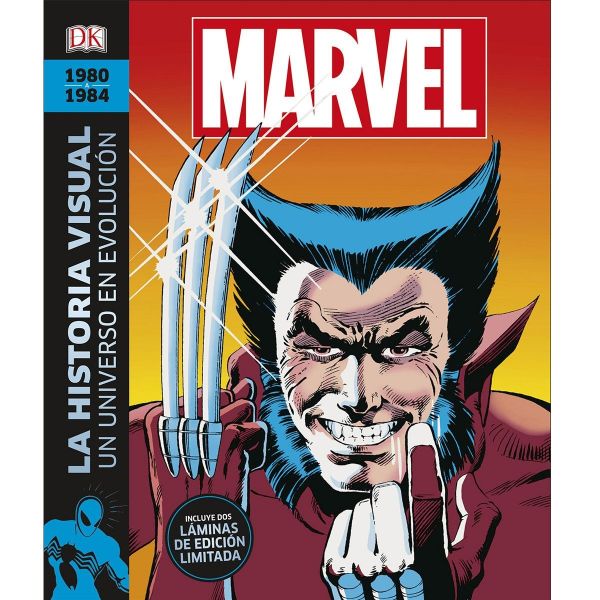 DK
1980
A
1984
LA HISTORIA VISUAL
UN UNIVERSO EN EVOLUCIÓN
MARVEL
INCLUYE DOS
LÁMINAS
DE EDICIÓN
LIMITADA